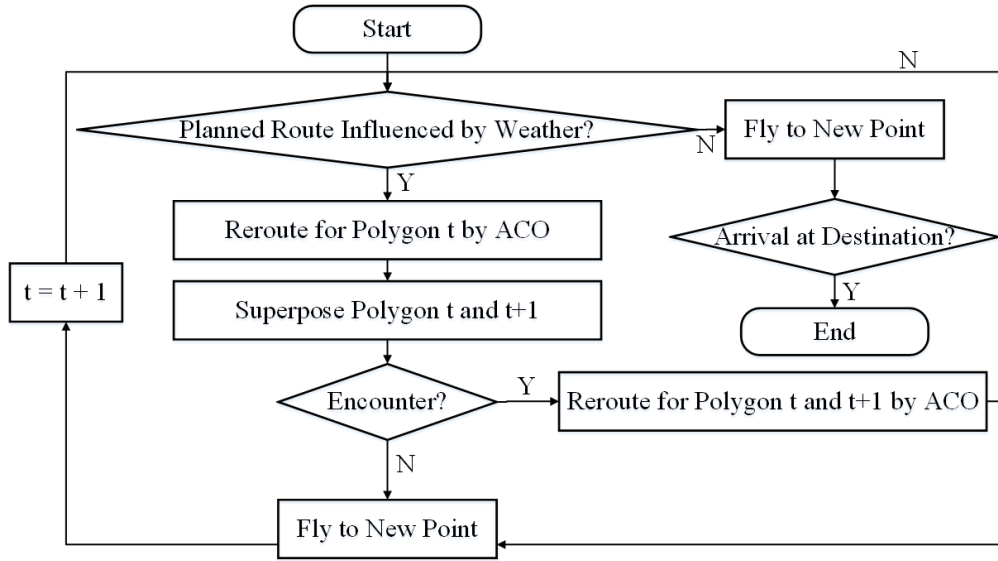 Start
N
Planned Route Influenced by Weather?
N
Fly to New Point
Y
Reroute for Polygon t by ACO
Arrival at Destination?
t = t + 1
Superpose Polygon t and t+1
Y
End
Encounter?
Y
Reroute for Polygon t and t+1 by ACO
N
Fly to New Point